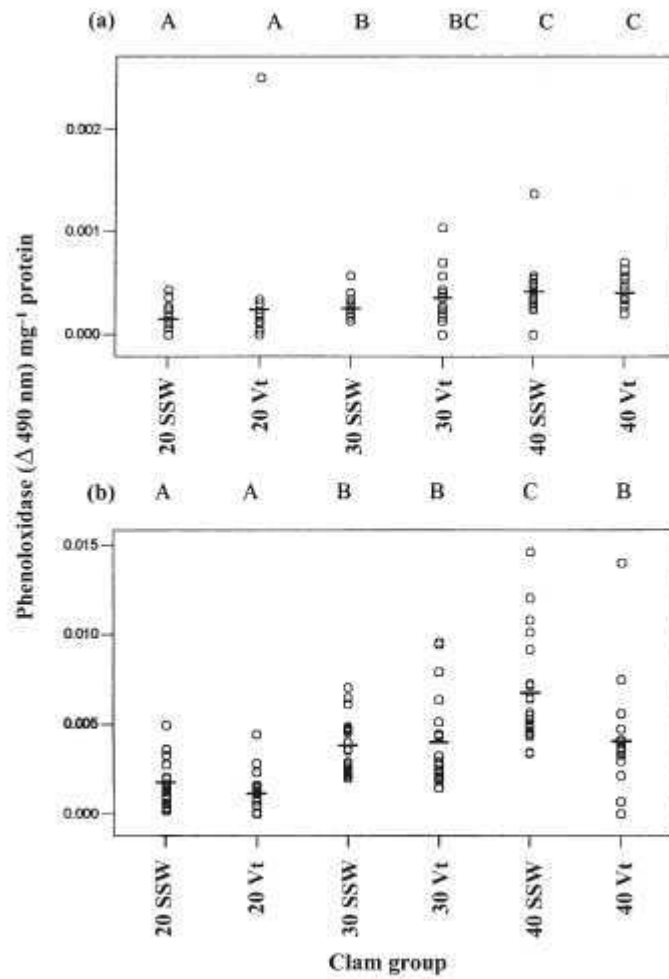 (a) A A B BC C C
0.002
0.001
0.000
20 SSW 20 Vt 30 SSW 30 Vt 40 SSW 40 Vt
Phenoloxidase (Δ 490 nm) mg⁻¹ protein
(b) A A B B C B
0.015
0.010
0.005
0.000
20 SSW 20 Vt 30 SSW 30 Vt 40 SSW 40 Vt
Clam group